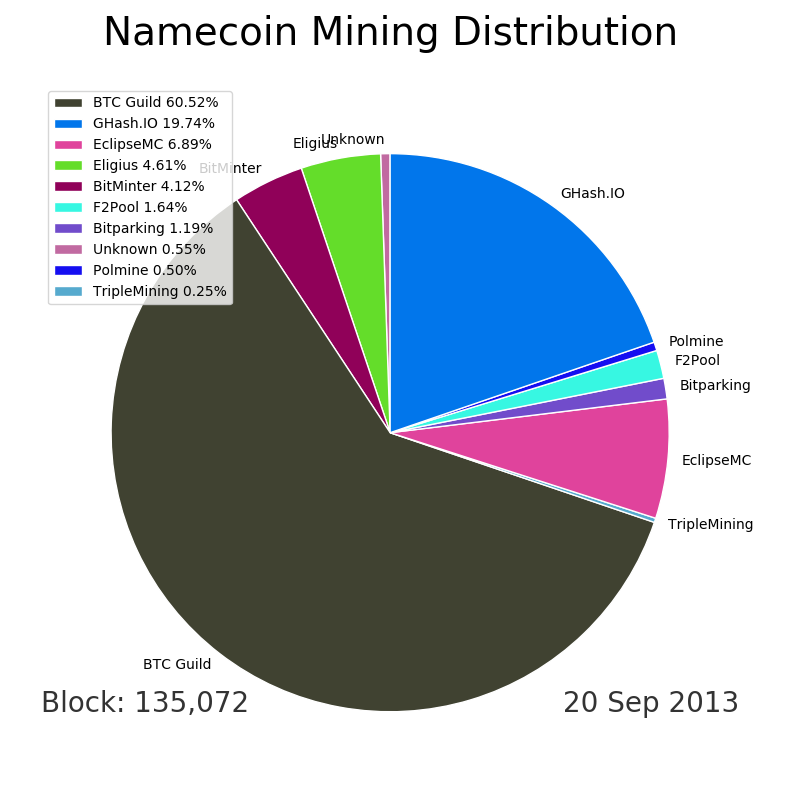 Namecoin Mining Distribution
BTC Guild 60.52%
GHash.IO 19.74%
EclipseMC 6.89%
Eligius 4.61%
BitMinter 4.12%
F2Pool 1.64%
Bitparking 1.19%
Unknown 0.55%
Polmine 0.50%
TripleMining 0.25%
Unknown
Eligius
BitMinter
GHash.IO
Polmine
F2Pool
Bitparking
EclipseMC
TripleMining
BTC Guild
Block: 135,072
20 Sep 2013